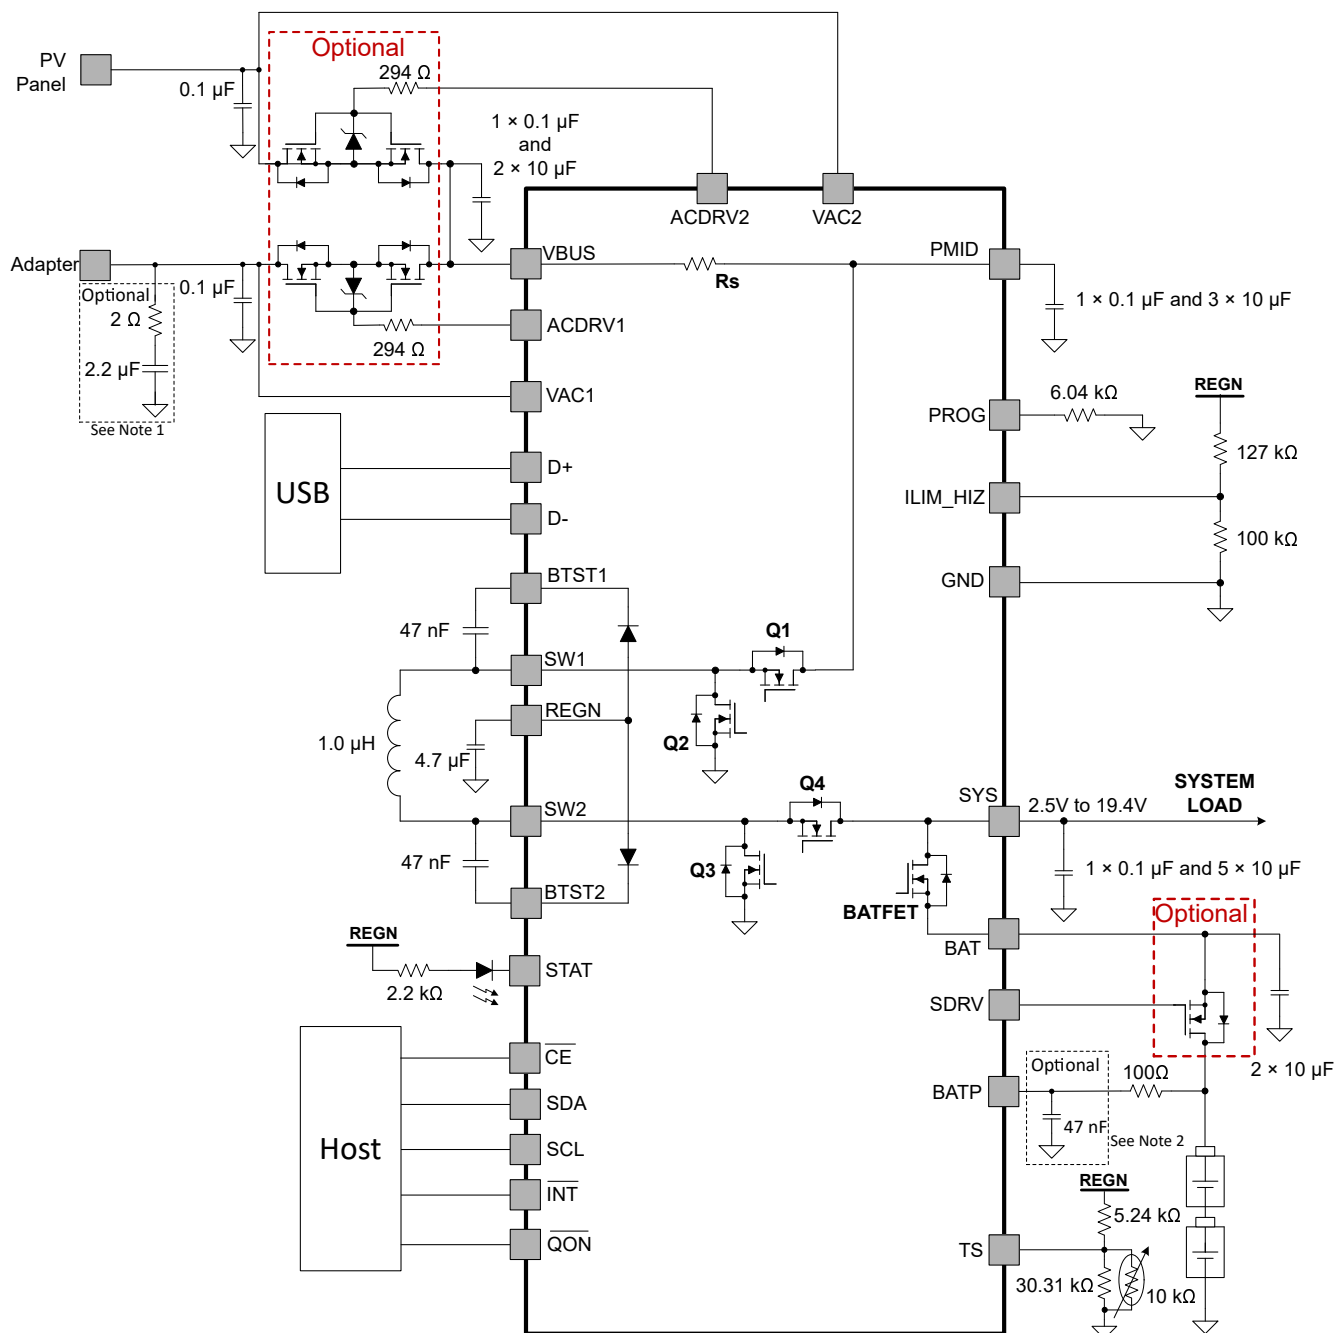 PV
Panel
0.1 µF
Optional
294 Ω
1 × 0.1 µF
and
2 × 10 µF
ACDRV2
VAC2
Adapter
Optional
2 Ω
2.2 µF
See Note 1
0.1 µF
294 Ω
VBUS
Rs
PMID
1 × 0.1 µF and 3 × 10 µF
ACDRV1
VAC1
PROG
6.04 kΩ
REGN
127 kΩ
ILIM_HIZ
100 kΩ
GND
USB
D+
D-
BTST1
47 nF
SW1
Q1
REGN
Q2
1.0 µH
4.7 µF
SW2
Q4
SYS
2.5V to 19.4V
SYSTEM
LOAD
Q3
47 nF
BTST2
BATFET
1 × 0.1 µF and 5 × 10 µF
Optional
BAT
REGN
2.2 kΩ
STAT
SDRV
2 × 10 µF
Host
CE
SDA
SCL
INT
QON
BATP
Optional
47 nF
100Ω
See Note 2
REGN
5.24 kΩ
TS
30.31 kΩ
10 kΩ